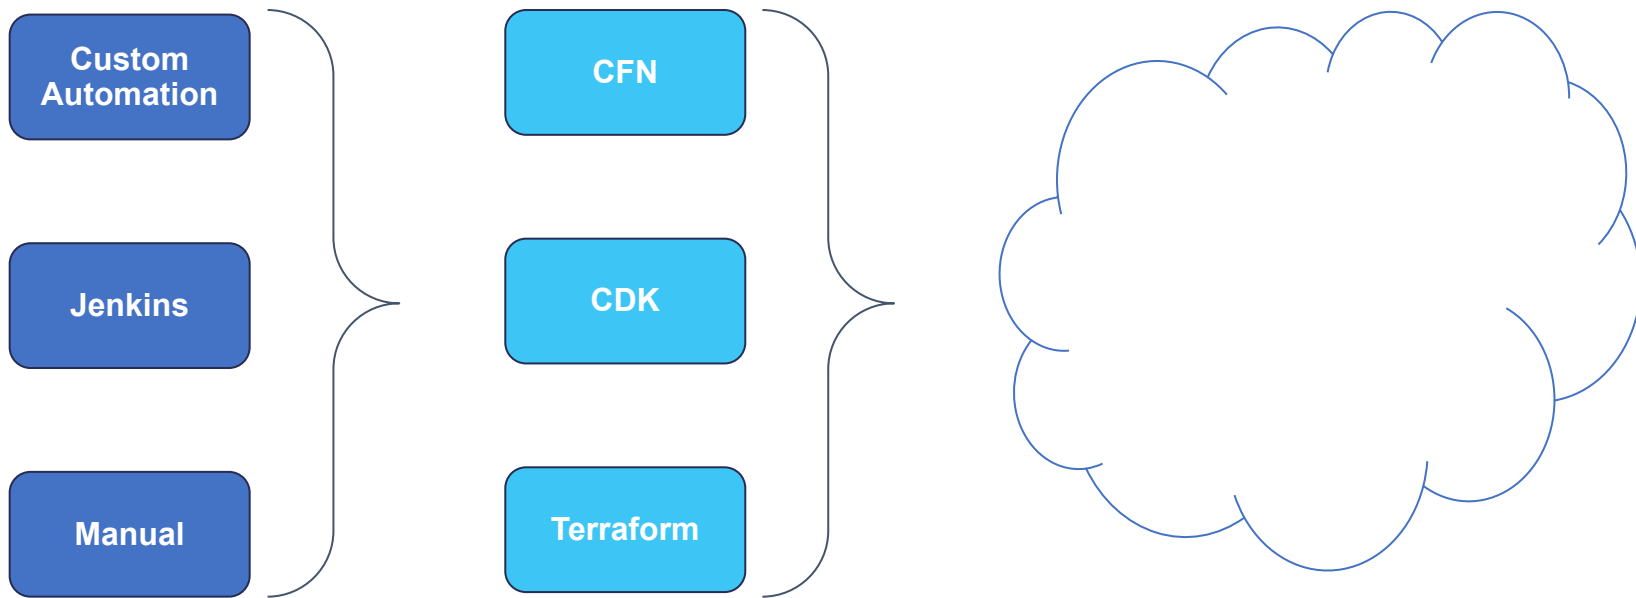 Custom
Automation
Jenkins
Manual
CFN
CDK
Terraform